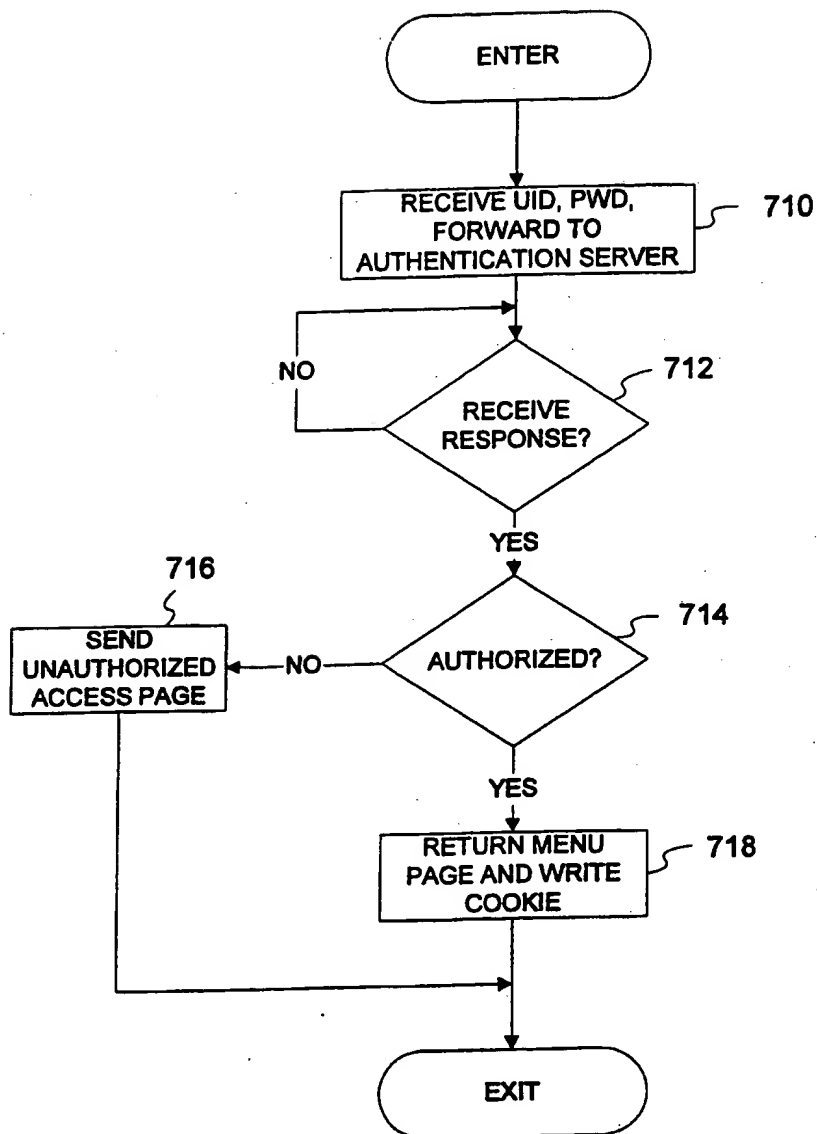 ENTER
RECEIVE UID, PWD,
FORWARD TO
AUTHENTICATION SERVER
710
NO
712
RECEIVE
RESPONSE?
YES
716
714
SEND
UNAUTHORIZED
ACCESS PAGE
NO
AUTHORIZED?
YES
RETURN MENU
PAGE AND WRITE
COOKIE
718
EXIT